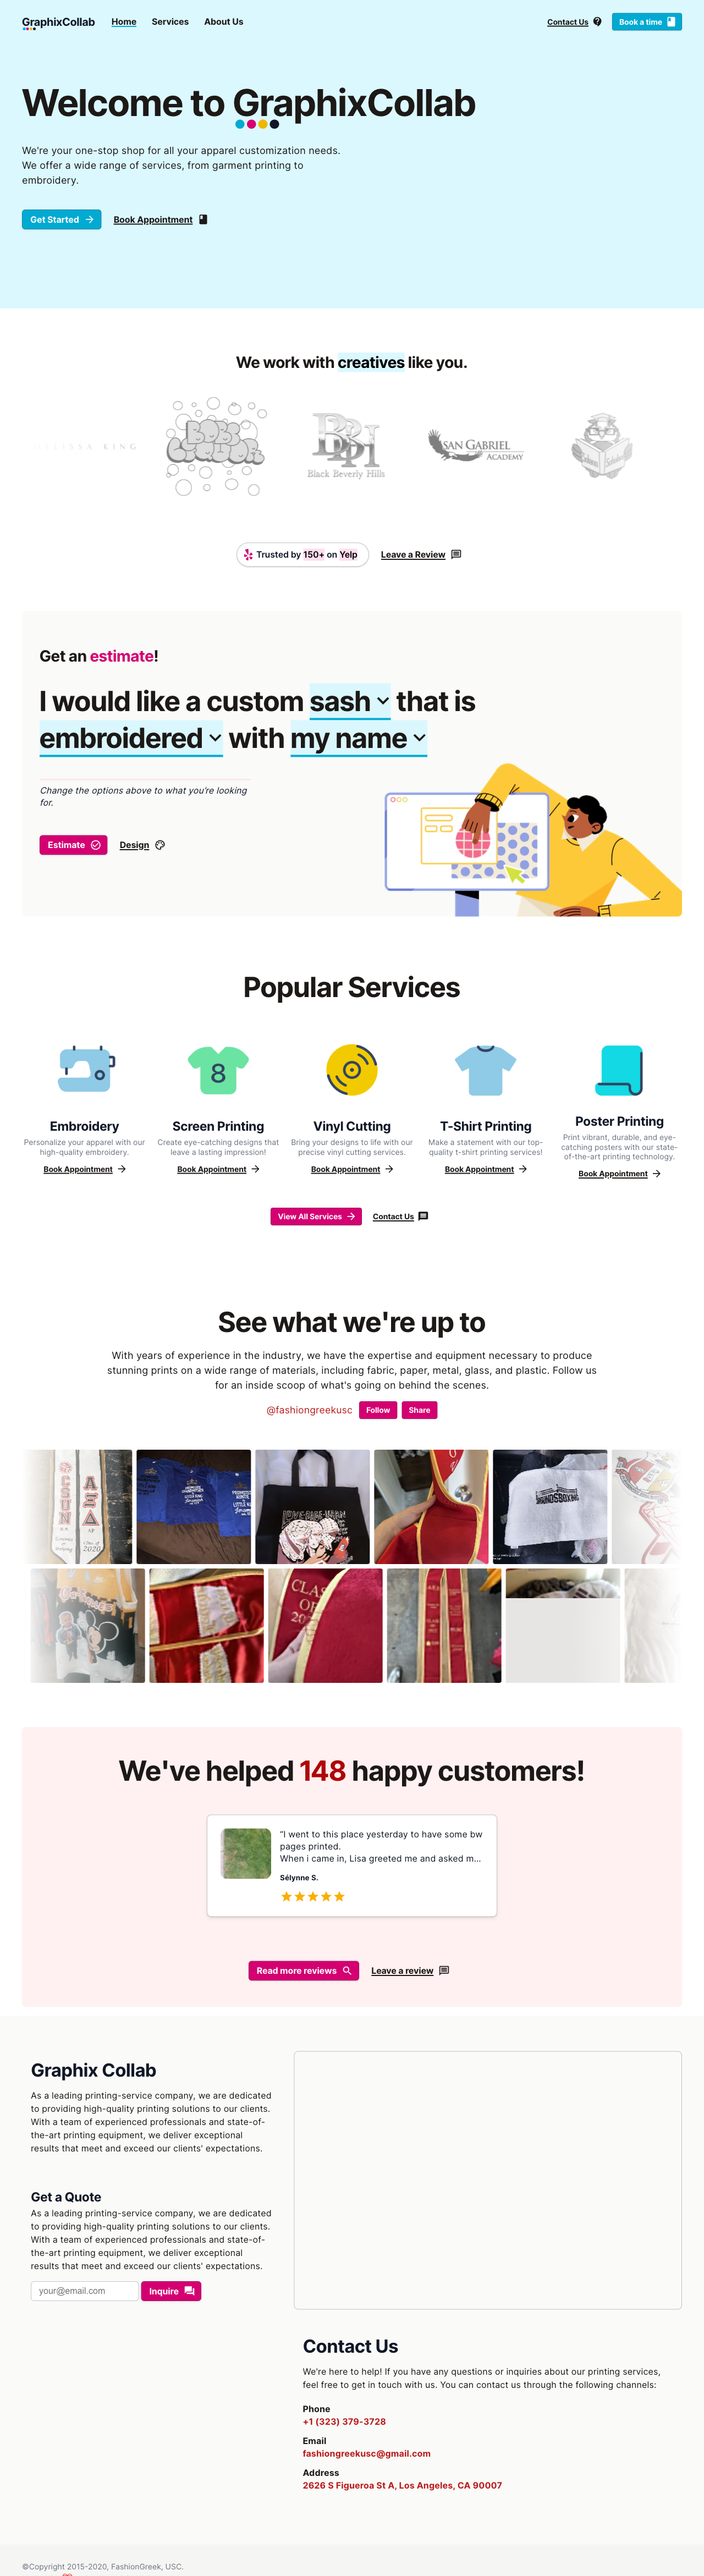 GraphixCollab
Home
Services
About Us
Contact Us
Book a time
Welcome to GraphixCollab
We're your one-stop shop for all your apparel customization needs.
We offer a wide range of services, from garment printing to
embroidery.
Get Started
Book Appointment
We work with creatives like you.
BBH
Black Beverly Hills
SAN GABRIEL
ACADEMY
Trusted by 150+ on Yelp
Leave a Review
Get an estimate!
I would like a custom sash that is
embroidered with my name
Change the options above to what you're looking
for.
Estimate
Design
Popular Services
8
Embroidery
Personalize your apparel with our
high-quality embroidery.
Book Appointment
Screen Printing
Create eye-catching designs that
leave a lasting impression!
Book Appointment
Vinyl Cutting
Bring your designs to life with our
precise vinyl cutting services.
Book Appointment
T-Shirt Printing
Make a statement with our top-
quality t-shirt printing services!
Book Appointment
Poster Printing
Print vibrant, durable, and eye-
catching posters with our state-
of-the-art printing technology.
Book Appointment
View All Services
Contact Us
See what we're up to
With years of experience in the industry, we have the expertise and equipment necessary to produce
stunning prints on a wide range of materials, including fabric, paper, metal, glass, and plastic. Follow us
for an inside scoop of what's going on behind the scenes.
@fashiongreekusc
Follow
Share
CSUN
ΑΞΔ
Class of
2020
We've helped 148 happy customers!
"I went to this place yesterday to have some bw
pages printed.
When i came in, Lisa greeted me and asked m...
Sélynne S.
Read more reviews
Leave a review
Graphix Collab
As a leading printing-service company, we are dedicated
to providing high-quality printing solutions to our clients.
With a team of experienced professionals and state-of-
the-art printing equipment, we deliver exceptional
results that meet and exceed our clients' expectations.
Get a Quote
As a leading printing-service company, we are dedicated
to providing high-quality printing solutions to our clients.
With a team of experienced professionals and state-of-
the-art printing equipment, we deliver exceptional
results that meet and exceed our clients' expectations.
your@email.com
Inquire
Contact Us
We're here to help! If you have any questions or inquiries about our printing services,
feel free to get in touch with us. You can contact us through the following channels:
Phone
+1 (323) 379-3728
Email
fashiongreekusc@gmail.com
Address
2626 S Figueroa St A, Los Angeles, CA 90007
©Copyright 2015-2020, FashionGreek, USC.